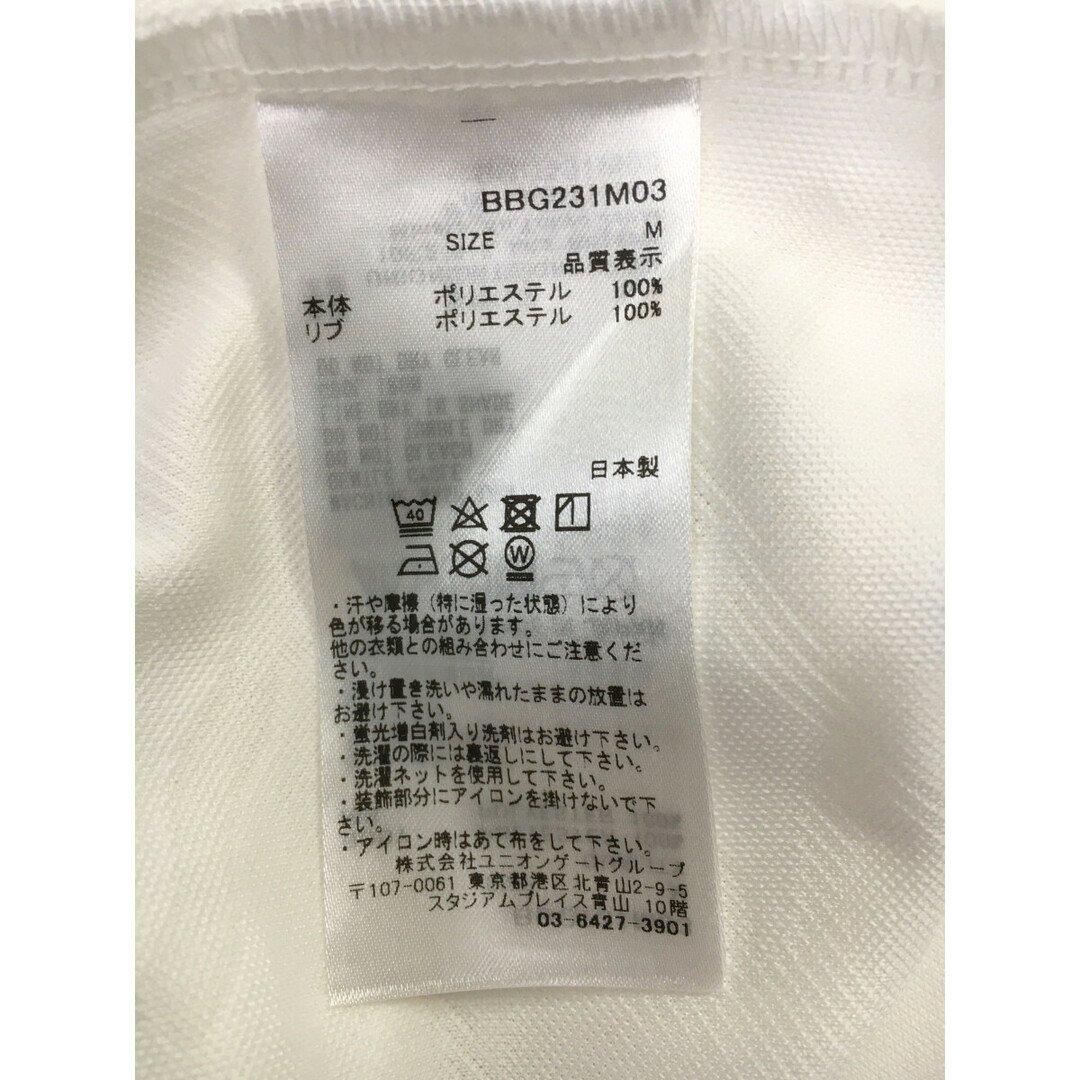 BBG231M03
SIZE M
品質表示
本体 ポリエステル 100%
リブ ポリエステル 100%
日本製
40
W
・汗や摩擦(特に湿った状態)により
色が移る場合があります。
他の衣類との組み合わせにご注意くだ
さい。
・浸け置き洗いや濡れたままの放置は
お避け下さい。
・蛍光増白剤入り洗剤はお避け下さい。
・洗濯の際には裏返しにして下さい。
・洗濯ネットを使用して下さい。
・装飾部分にアイロンを掛けないで下
さい。
・アイロン時はあて布をして下さい。
株式会社ユニオンゲートグループ
〒107-0061 東京都港区北青山2-9-5
スタジアムプレイス青山 10階
03-6427-3901